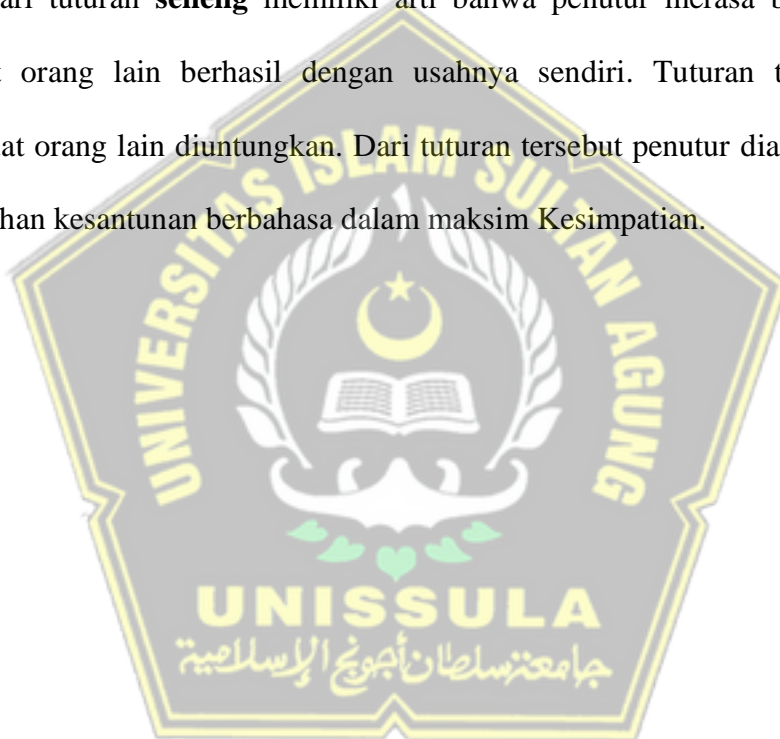 ari tuturan seneng memiliki arti bahwa penutur merasa b
orang lain berhasil dengan usahanya sendiri. Tuturan t
at orang lain diuntungkan. Dari tuturan tersebut penutur dia
han kesantunan berbahasa dalam maksim Kesimpatian.
UNIVERSITAS ISLAM SULTAN AGUNG
UNISSULA
جامعة سلطان أجونج الإسلامية